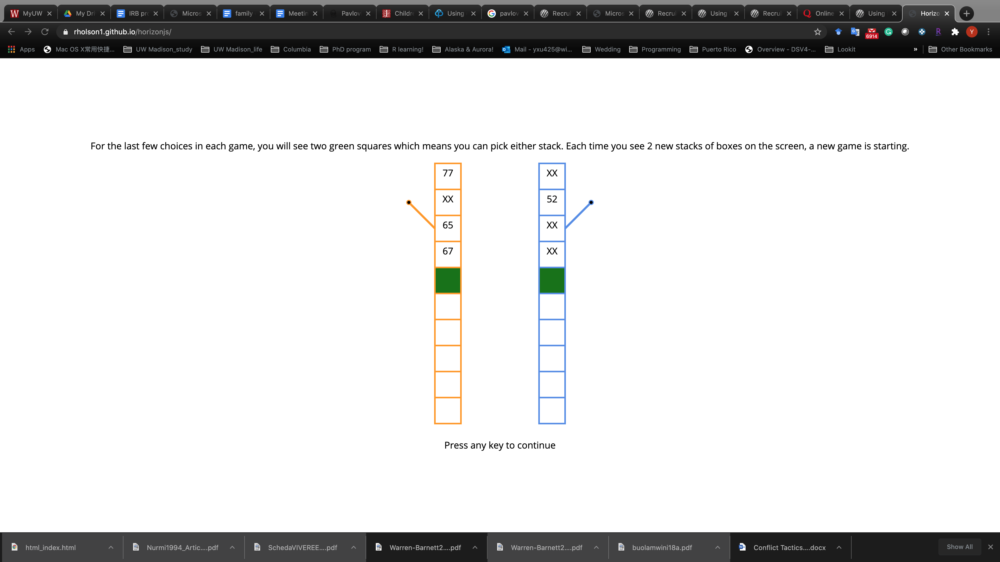 MyUW My Dri IRB pro Micros family Meetin Pavlov Childre Using pavlov Recrui Micros Recrui Using Recrui Online Using Horizo
rholson1.github.io/horizonjs/
6914
Y
Apps Mac OS X常用快捷... UW Madison_study UW Madison_life Columbia PhD program R learning! Alaska & Aurora! Mail - yxu425@wi... Wedding Programming Puerto Rico Overview - DSV4-... Lookit » Other Bookmarks
For the last few choices in each game, you will see two green squares which means you can pick either stack. Each time you see 2 new stacks of boxes on the screen, a new game is starting.
77 XX
XX 52
65 XX
67 XX
Press any key to continue
html_index.html Nurmi1994_Artic....pdf SchedaVIVEREE....pdf Warren-Barnett2....pdf Warren-Barnett2....pdf buolamwini18a.pdf Conflict Tactics....docx Show All